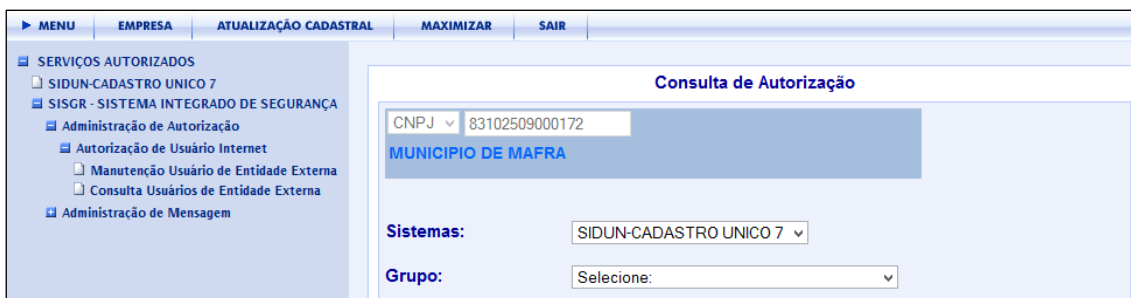 MENU EMPRESA ATUALIZAÇÃO CADASTRAL MAXIMIZAR SAIR
SERVIÇOS AUTORIZADOS
SIDUN-CADASTRO UNICO 7
SISGR - SISTEMA INTEGRADO DE SEGURANÇA
Administração de Autorização
Autorização de Usuário Internet
Manutenção Usuário de Entidade Externa
Consulta Usuários de Entidade Externa
Administração de Mensagem
Consulta de Autorização
CNPJ 83102509000172
MUNICIPIO DE MAFRA
Sistemas: SIDUN-CADASTRO UNICO 7
Grupo: Selecione: